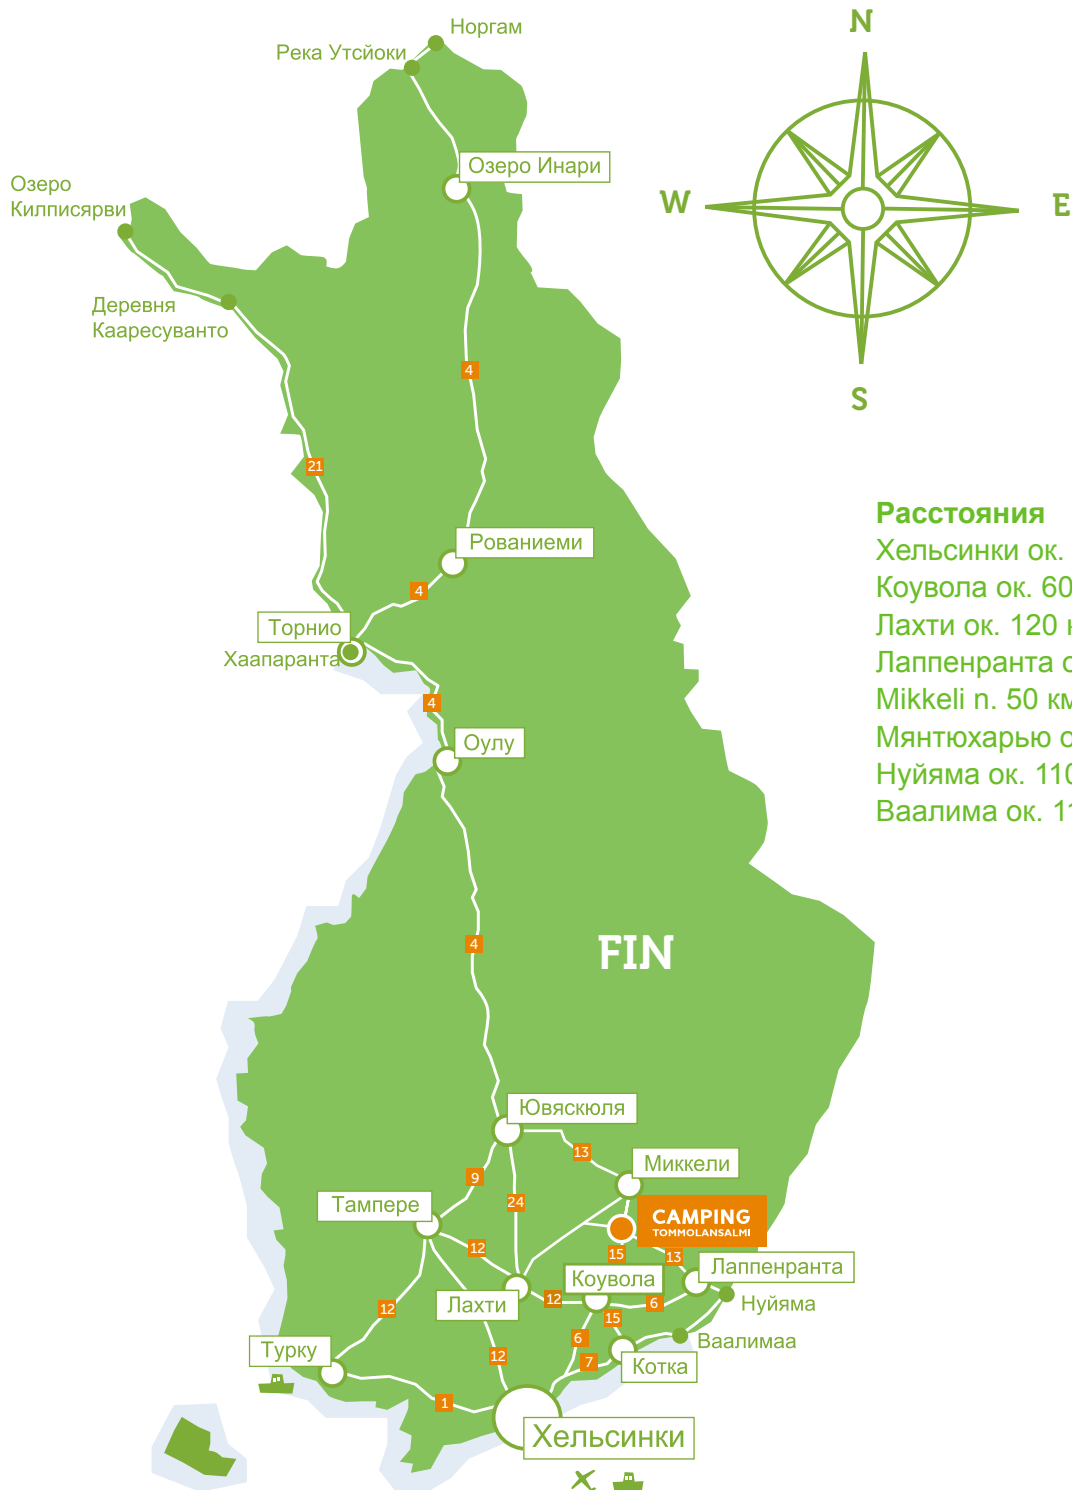 N
Норгам
Река Утсйоки
Озеро Инари
Озеро
Килписярви
W
E
Деревня
Кааресуванто
S
4
21
Расстояния
Хельсинки ок.
Коувола ок. 60
Лахти ок. 120
Лаппенранта
Mikkeli n. 50 км
Мянтюхарью
Нуйяма ок. 110
Ваалима ок.
Рованиеми
4
Торнио
Хаапаранта
4
Оулу
4
FIN
Ювяскюля
13
Миккели
9
24
Тампере
CAMPING
TOMMOLANSALMI
12
15
13
Лаппенранта
Коувола
Лахти
12
6
Нуйяма
12
15
6
Ваалимаа
Турку
12
7
Котка
1
Хельсинки